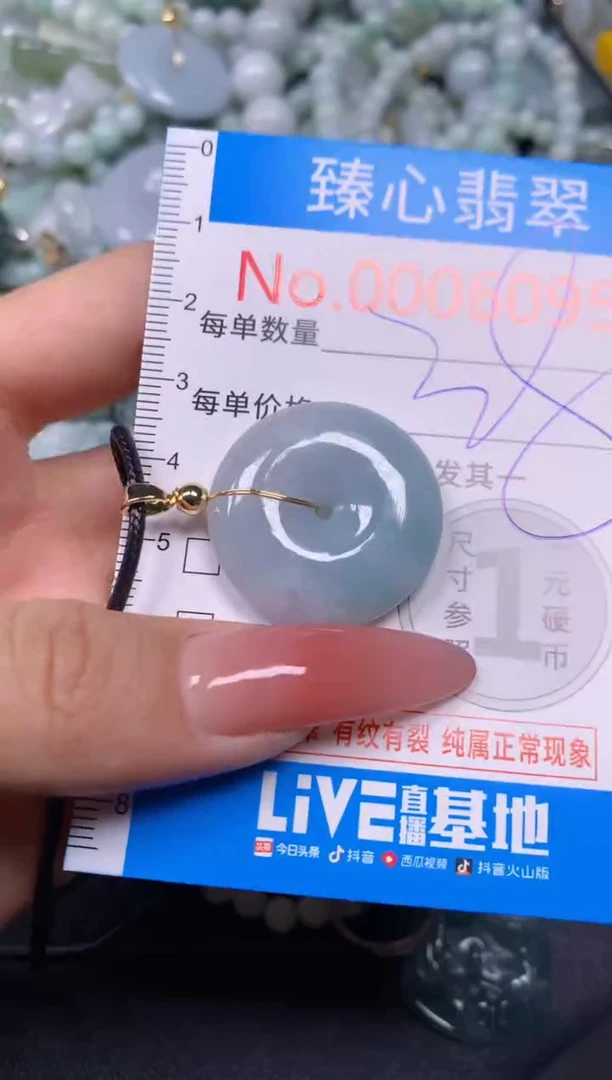 0
臻心翡翠
1
No.0006095
2
每单数量
3
每单价格
4
发其一
5
尺寸参照
1
元硬币
有纹有裂 纯属正常现象
8
LiVE直播基地
今日头条 抖音 西瓜视频 抖音火山版